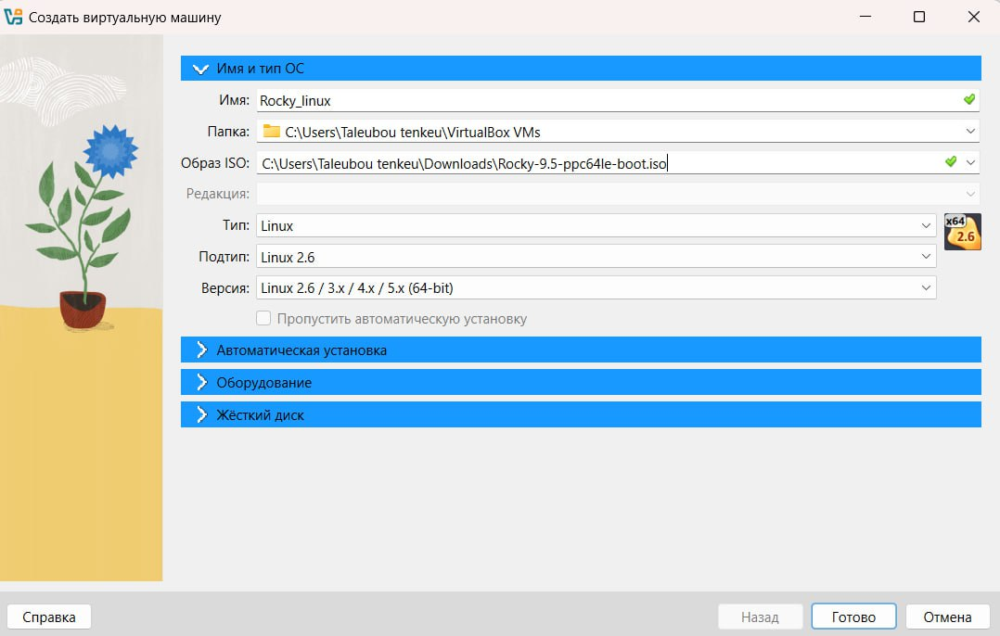 Создать виртуальную машину
Имя и тип ОС
Имя: Rocky_linux
Папка: C:\Users\Taleubou tenkeu\VirtualBox VMs
Образ ISO: C:\Users\Taleubou tenkeu\Downloads\Rocky-9.5-ppc64le-boot.iso
Редакция:
Тип: Linux
x64
2.6
Подтип: Linux 2.6
Версия: Linux 2.6 / 3.x / 4.x / 5.x (64-bit)
Пропустить автоматическую установку
Автоматическая установка
Оборудование
Жёсткий диск
Справка Назад Готово Отмена